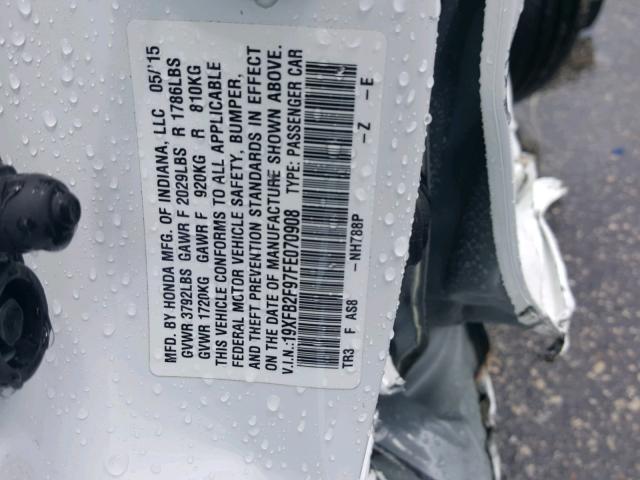 MFD. BY HONDA MFG. OF INDIANA, LLC 05/'15
GVWR 3792LBS GAWR F 2029LBS R 1786LBS
GVWR 1720KG GAWR F 920KG R 810KG
THIS VEHICLE CONFORMS TO ALL APPLICABLE
FEDERAL MOTOR VEHICLE SAFETY, BUMPER,
AND THEFT PREVENTION STANDARDS IN EFFECT
ON THE DATE OF MANUFACTURE SHOWN ABOVE.
V.I.N.:19XFB2F97FE070908 TYPE: PASSENGER CAR
TR3 F AS8 -NH788P -Z -E